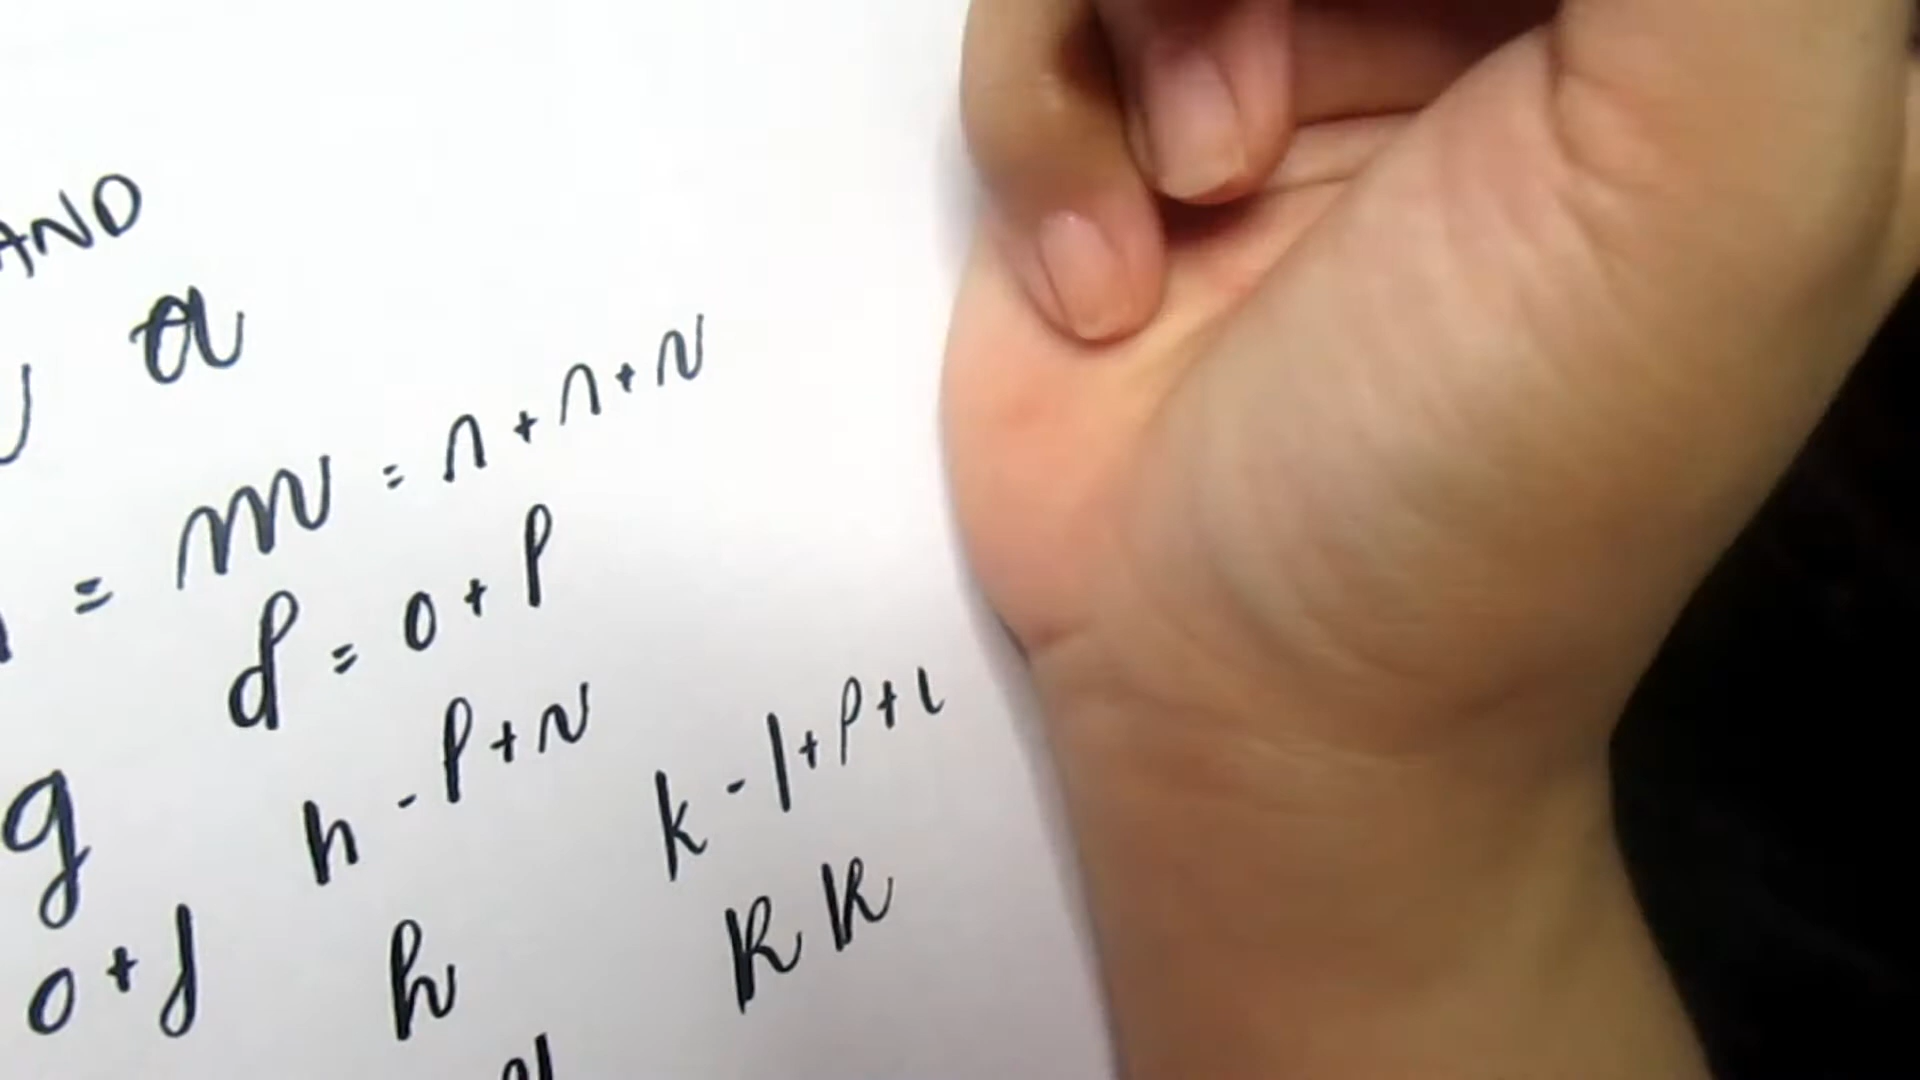 AND
a
= m = n + n + n
d = o + l
g h - l + n k - l + p + l
o + j h k k